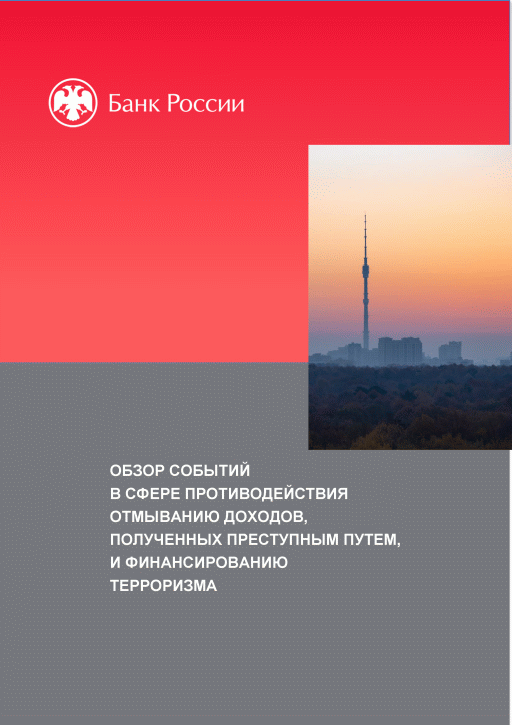 Банк России
ОБЗОР СОБЫТИЙ
В СФЕРЕ ПРОТИВОДЕЙСТВИЯ
ОТМЫВАНИЮ ДОХОДОВ,
ПОЛУЧЕННЫХ ПРЕСТУПНЫМ ПУТЕМ,
И ФИНАНСИРОВАНИЮ
ТЕРРОРИЗМА